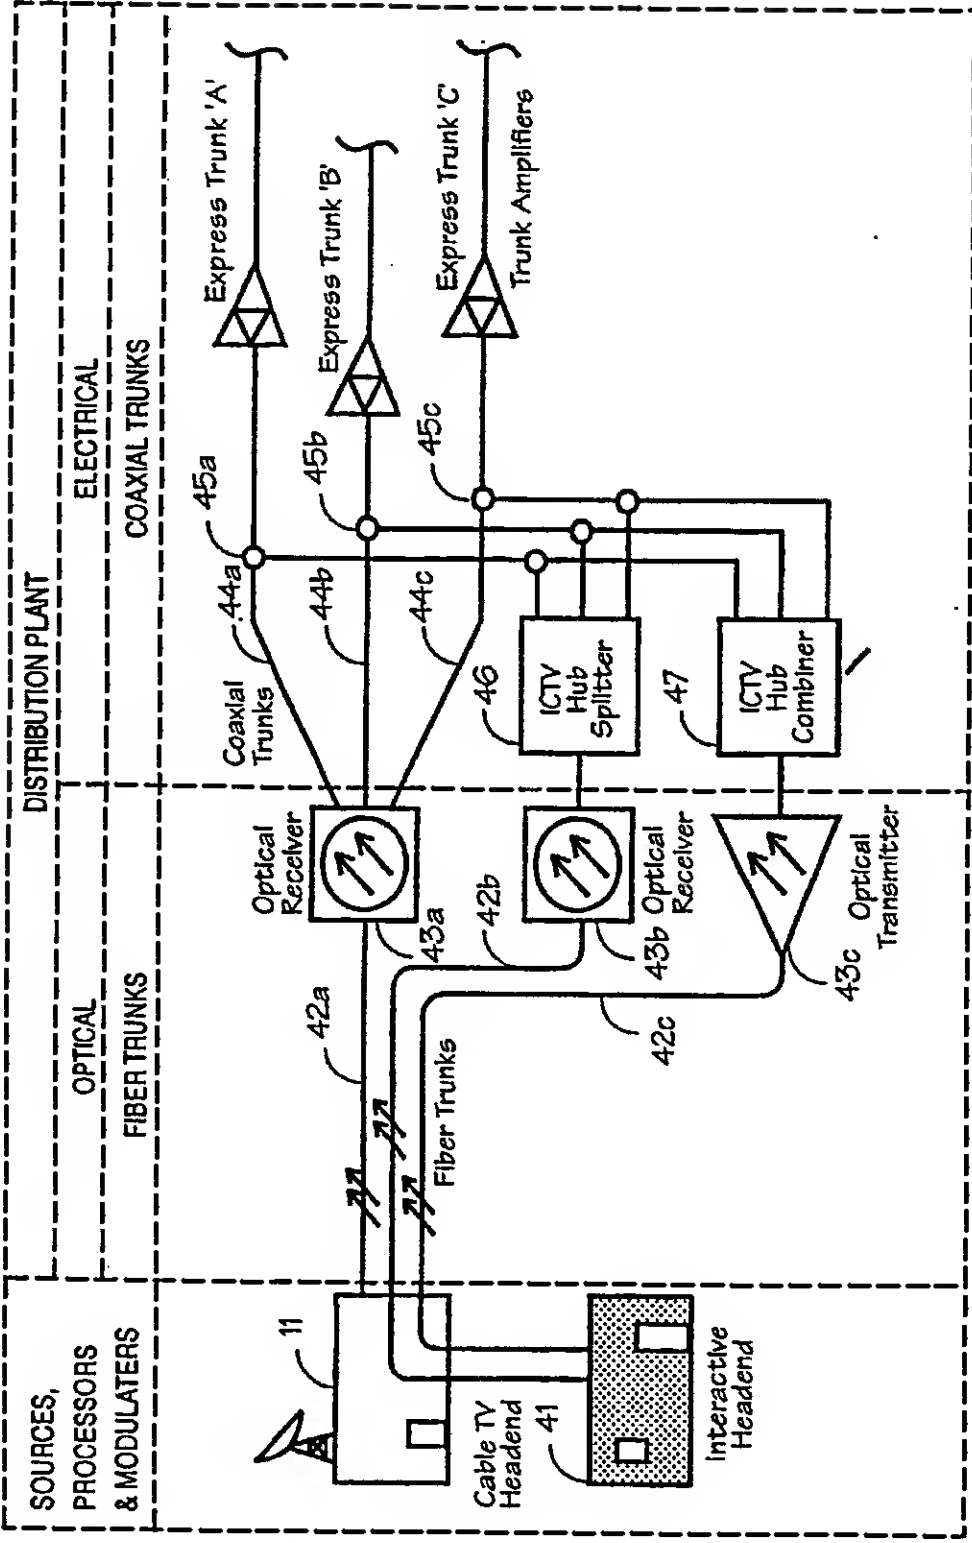 SOURCES,
PROCESSORS
& MODULATERS
DISTRIBUTION PLANT
OPTICAL
ELECTRICAL
FIBER TRUNKS
COAXIAL TRUNKS
11
Cable TV
Headend
41
Interactive
Headend
42a
Fiber Trunks
42b
42c
Optical
Receiver
43a
Optical
Receiver
43b
Optical
Transmitter
43c
Coaxial
Trunks
44a
44b
44c
45a
45b
45c
46
ICTV
Hub
Splitter
47
ICTV
Hub
Combiner
Express Trunk 'A'
Express Trunk 'B'
Express Trunk 'C'
Trunk Amplifiers